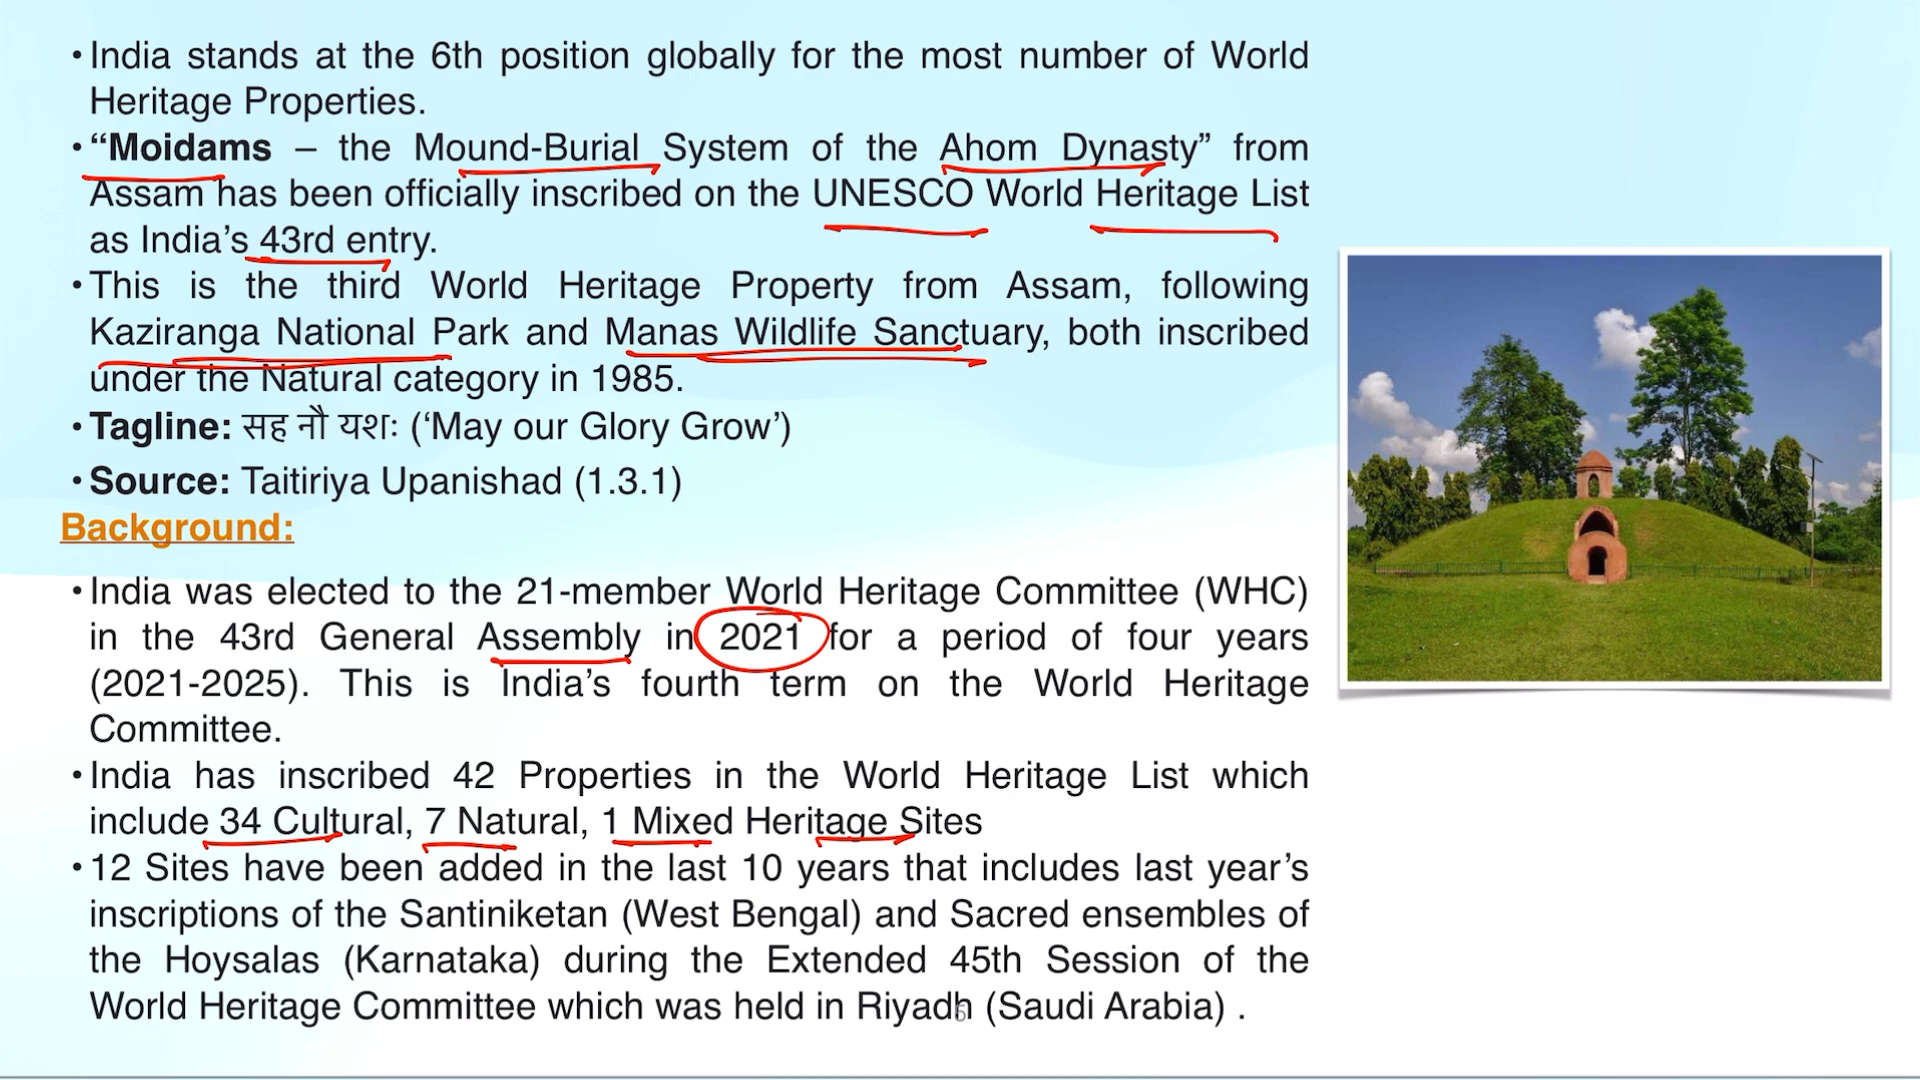 • India stands at the 6th position globally for the most number of World
Heritage Properties.
• “Moidams – the Mound-Burial System of the Ahom Dynasty” from
Assam has been officially inscribed on the UNESCO World Heritage List
as India’s 43rd entry.
• This is the third World Heritage Property from Assam, following
Kaziranga National Park and Manas Wildlife Sanctuary, both inscribed
under the Natural category in 1985.
• Tagline: सह नौ यशः (‘May our Glory Grow’)
• Source: Taitiriya Upanishad (1.3.1)
Background:
• India was elected to the 21-member World Heritage Committee (WHC)
in the 43rd General Assembly in 2021 for a period of four years
(2021-2025). This is India’s fourth term on the World Heritage
Committee.
• India has inscribed 42 Properties in the World Heritage List which
include 34 Cultural, 7 Natural, 1 Mixed Heritage Sites
• 12 Sites have been added in the last 10 years that includes last year’s
inscriptions of the Santiniketan (West Bengal) and Sacred ensembles of
the Hoysalas (Karnataka) during the Extended 45th Session of the
World Heritage Committee which was held in Riyadh (Saudi Arabia) .